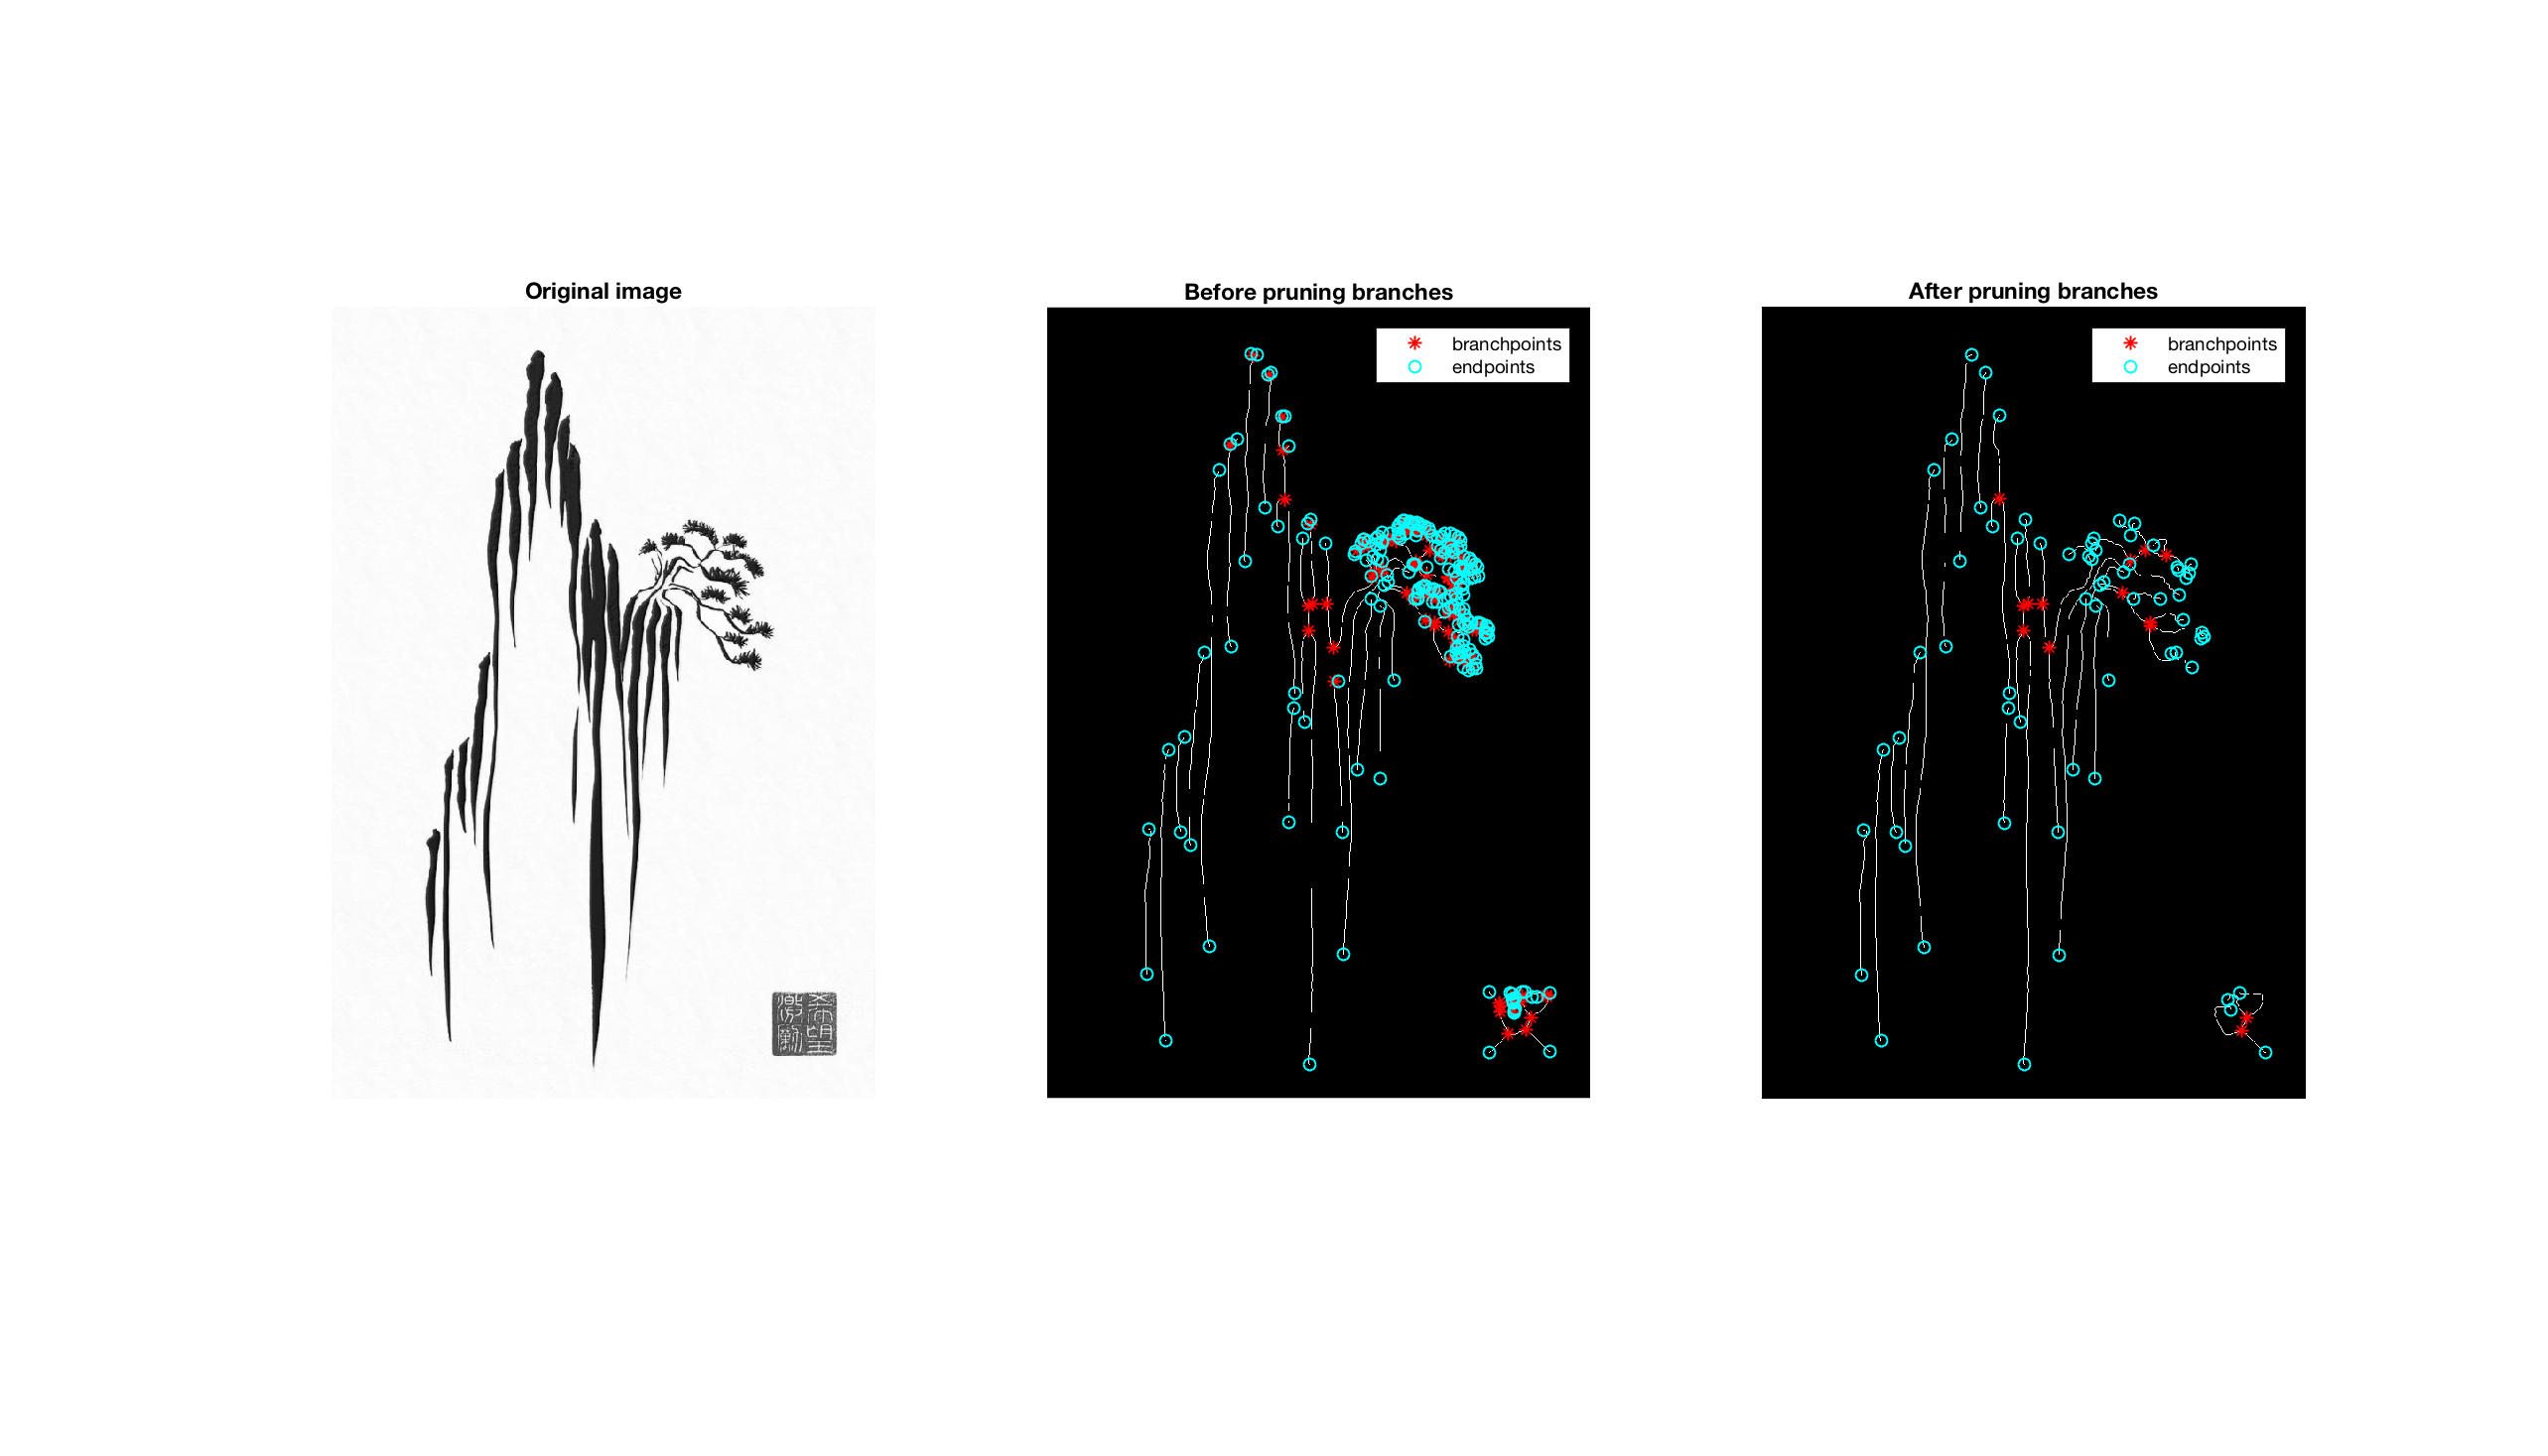 Original image
Before pruning branches
branchpoints
endpoints
After pruning branches
branchpoints
endpoints